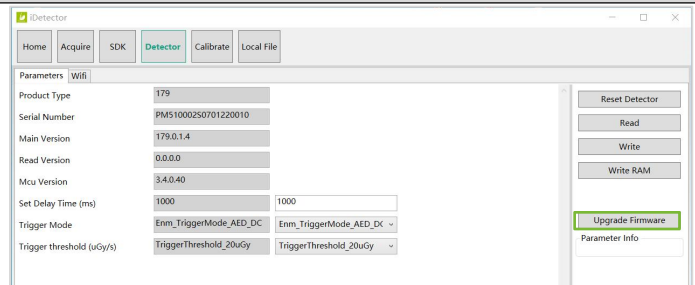 iDetector
Home Acquire SDK Detector Calibrate Local File
Parameters Wifi
Product Type 179
Serial Number PM510002S0701220010
Main Version 179.0.1.4
Read Version 0.0.0.0
Mcu Version 3.4.0.40
Set Delay Time (ms) 1000 1000
Trigger Mode Enm_TriggerMode_AED_DC Enm_TriggerMode_AED_DC
Trigger threshold (uGy/s) TriggerThreshold_20uGy TriggerThreshold_20uGy
Reset Detector
Read
Write
Write RAM
Upgrade Firmware
Parameter Info